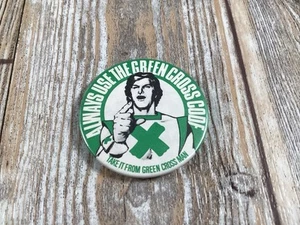 ALWAYS USE THE GREEN CROSS CODE
TAKE IT FROM GREEN CROSS MAN